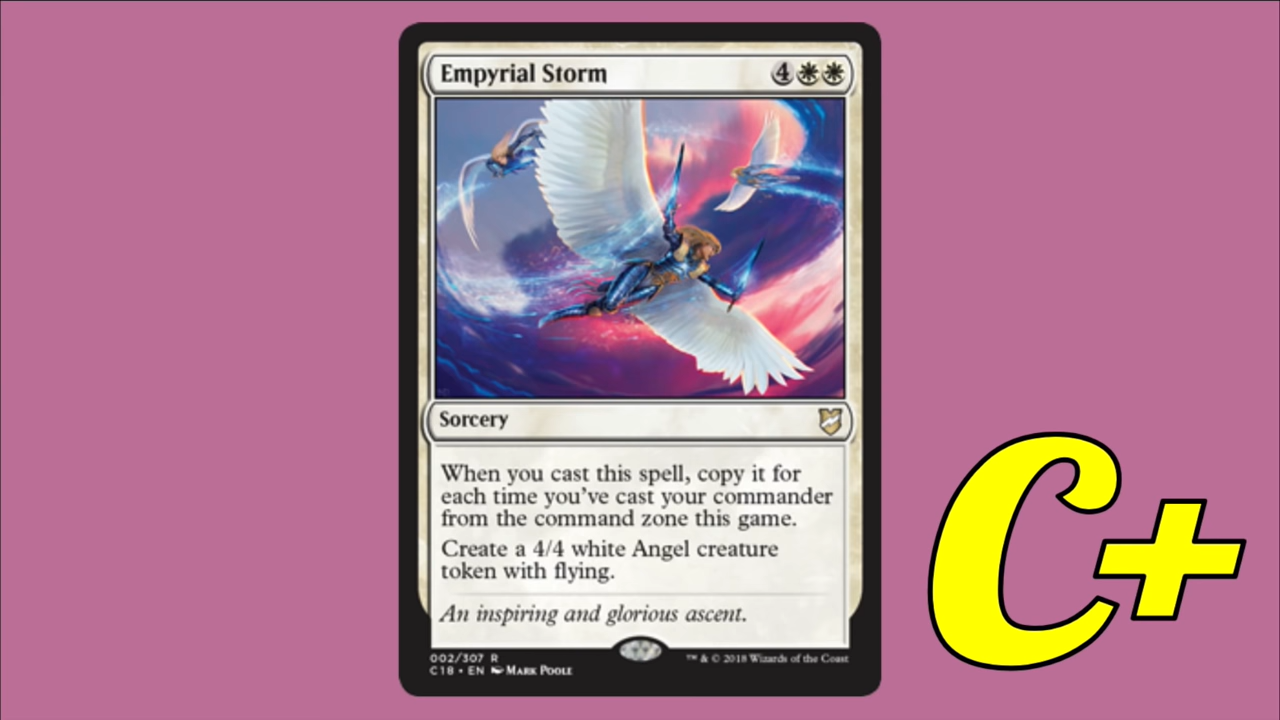 Empyrial Storm 4
Sorcery
When you cast this spell, copy it for
each time you've cast your commander
from the command zone this game.
Create a 4/4 white Angel creature
token with flying.
An inspiring and glorious ascent.
002/307 R
C18 • EN Mark Poole
™ & © 2018 Wizards of the Coast
C+